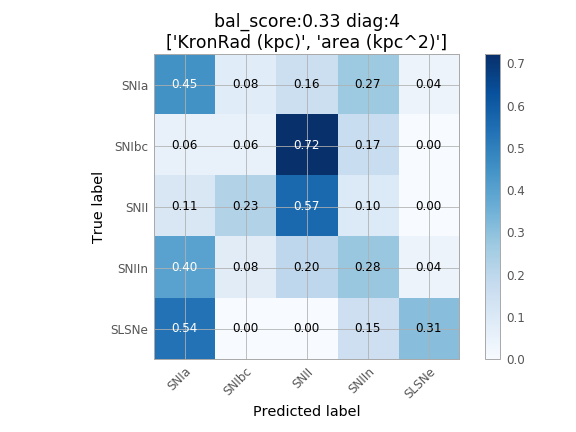 bal_score:0.33 diag:4
['KronRad (kpc)', 'area (kpc^2)']
True label
SNIa 0.45 0.08 0.16 0.27 0.04
SNIbc 0.06 0.06 0.72 0.17 0.00
SNII 0.11 0.23 0.57 0.10 0.00
SNIIn 0.40 0.08 0.20 0.28 0.04
SLSNe 0.54 0.00 0.00 0.15 0.31
SNIa SNIbc SNII SNIIn SLSNe
Predicted label
0.7
0.6
0.5
0.4
0.3
0.2
0.1
0.0